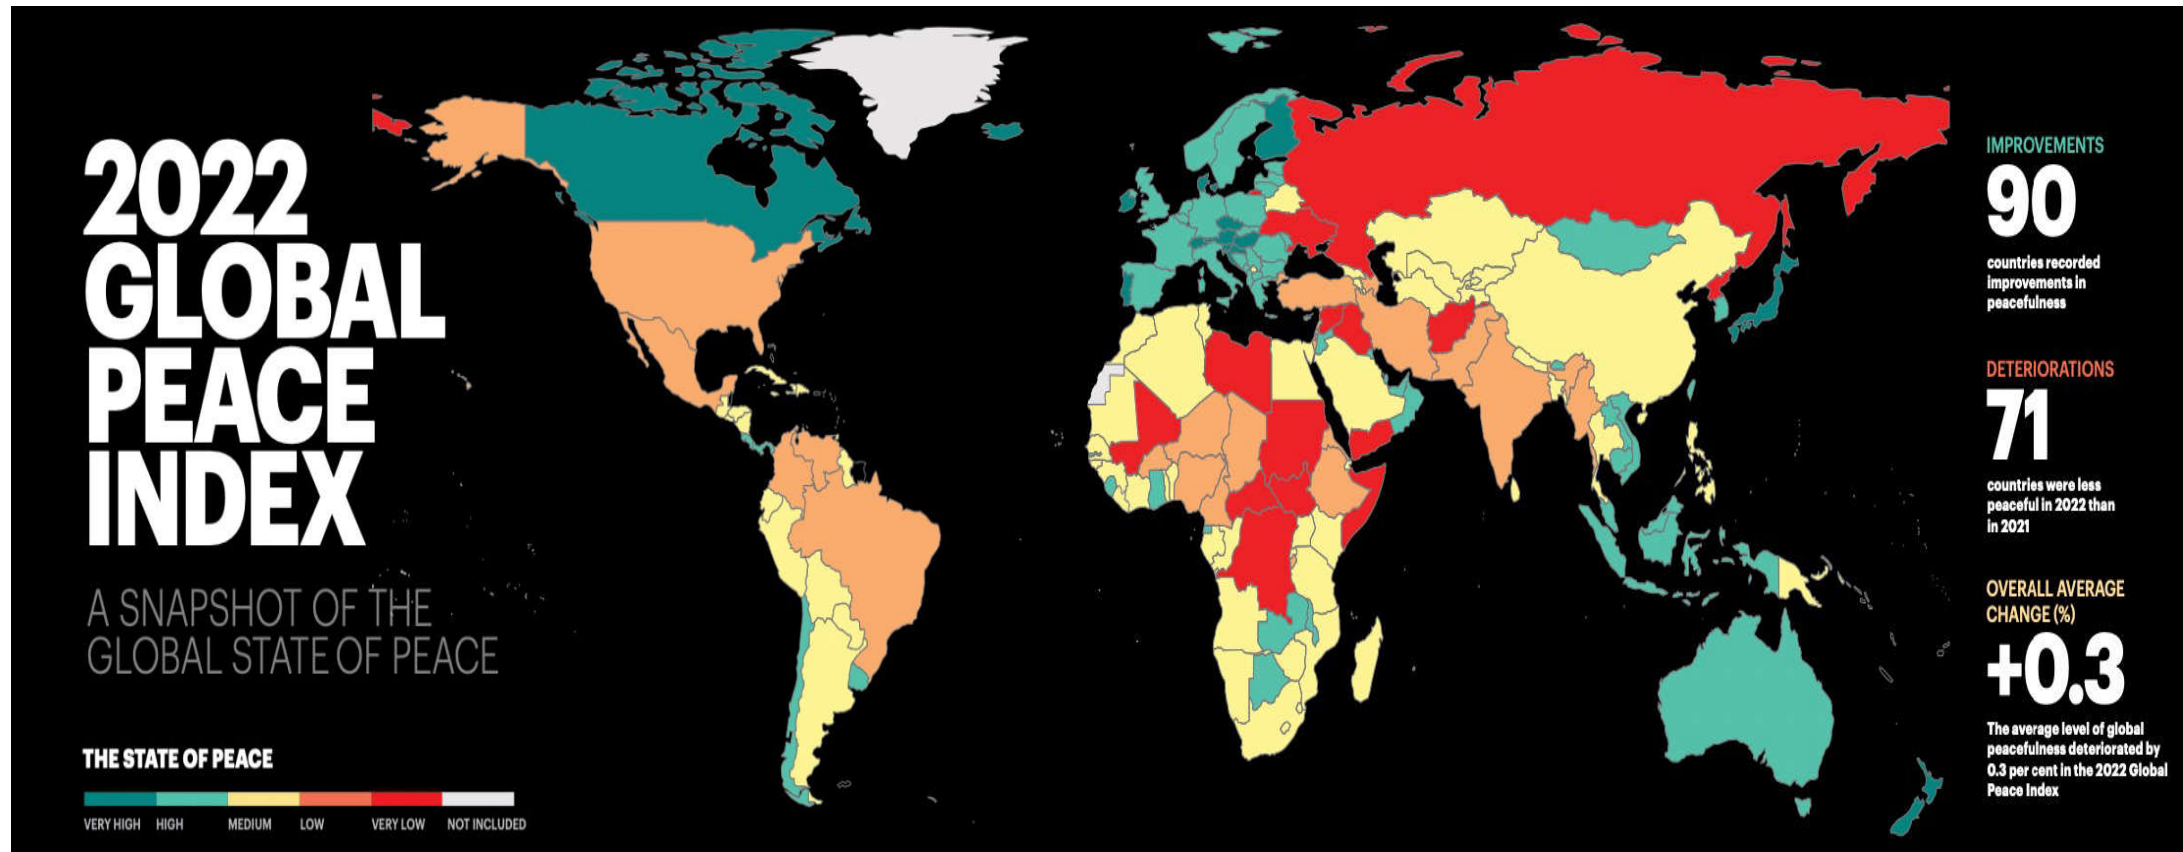 2022
GLOBAL
PEACE
INDEX
A SNAPSHOT OF THE
GLOBAL STATE OF PEACE
THE STATE OF PEACE
VERY HIGH
HIGH
MEDIUM
LOW
VERY LOW
NOT INCLUDED
IMPROVEMENTS
90
countries recorded
improvements in
peacefulness
DETERIORATIONS
71
countries were less
peaceful in 2022 than
in 2021
OVERALL AVERAGE
CHANGE (%)
+0.3
The average level of global
peacefulness deteriorated by
0.3 per cent in the 2022 Global
Peace Index